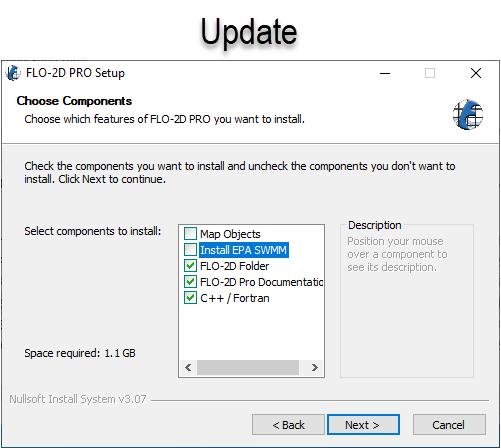 Update
FLO-2D PRO Setup
Choose Components
Choose which features of FLO-2D PRO you want to install.
Check the components you want to install and uncheck the components you don't want to
install. Click Next to continue.
Select components to install:
Map Objects
Install EPA SWMM
FLO-2D Folder
FLO-2D Pro Documentatic
C++ / Fortran
Description
Position your mouse
over a component to
see its description.
Space required: 1.1 GB
Nullsoft Install System v3.07
< Back
Next >
Cancel